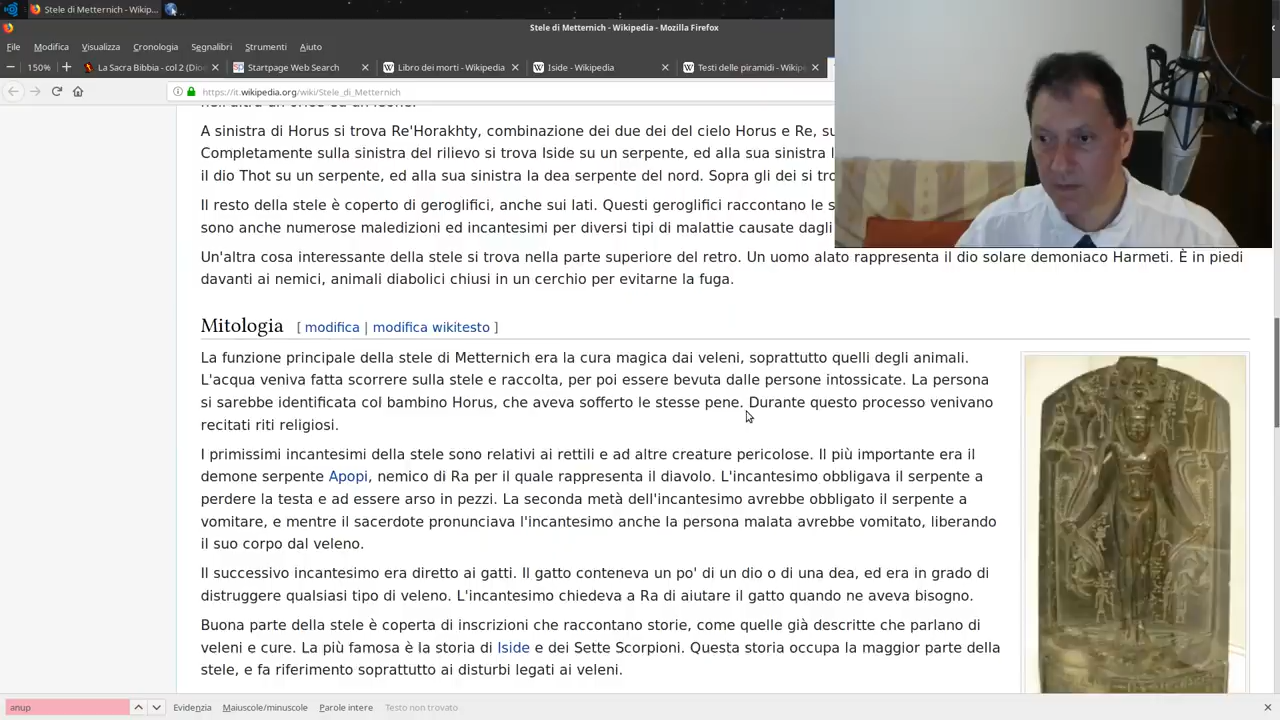 Stele di Metternich - Wikip...
Stele di Metternich - Wikipedia - Mozilla Firefox
File Modifica Visualizza Cronologia Segnalibri Strumenti Aiuto
150% La Sacra Bibbia - col 2 (Diod Startpage Web Search Libro dei morti - Wikipedia Iside - Wikipedia Testi delle piramidi - Wikipe
https://it.wikipedia.org/wiki/Stele_di_Metternich
A sinistra di Horus si trova Re'Horakhty, combinazione dei due dei del cielo Horus e Re, su
Completamente sulla sinistra del rilievo si trova Iside su un serpente, ed alla sua sinistra l
il dio Thot su un serpente, ed alla sua sinistra la dea serpente del nord. Sopra gli dei si tro
Il resto della stele è coperto di geroglifici, anche sui lati. Questi geroglifici raccontano le s
sono anche numerose maledizioni ed incantesimi per diversi tipi di malattie causate dagli
Un'altra cosa interessante della stele si trova nella parte superiore del retro. Un uomo alato rappresenta il dio solare demoniaco Harmeti. È in piedi
davanti ai nemici, animali diabolici chiusi in un cerchio per evitarne la fuga.
Mitologia [ modifica | modifica wikitesto ]
La funzione principale della stele di Metternich era la cura magica dai veleni, soprattutto quelli degli animali.
L'acqua veniva fatta scorrere sulla stele e raccolta, per poi essere bevuta dalle persone intossicate. La persona
si sarebbe identificata col bambino Horus, che aveva sofferto le stesse pene. Durante questo processo venivano
recitati riti religiosi.
I primissimi incantesimi della stele sono relativi ai rettili e ad altre creature pericolose. Il più importante era il
demone serpente Apopi, nemico di Ra per il quale rappresenta il diavolo. L'incantesimo obbligava il serpente a
perdere la testa e ad essere arso in pezzi. La seconda metà dell'incantesimo avrebbe obbligato il serpente a
vomitare, e mentre il sacerdote pronunciava l'incantesimo anche la persona malata avrebbe vomitato, liberando
il suo corpo dal veleno.
Il successivo incantesimo era diretto ai gatti. Il gatto conteneva un po' di un dio o di una dea, ed era in grado di
distruggere qualsiasi tipo di veleno. L'incantesimo chiedeva a Ra di aiutare il gatto quando ne aveva bisogno.
Buona parte della stele è coperta di inscrizioni che raccontano storie, come quelle già descritte che parlano di
veleni e cure. La più famosa è la storia di Iside e dei Sette Scorpioni. Questa storia occupa la maggior parte della
stele, e fa riferimento soprattutto ai disturbi legati ai veleni.
anup Evidenzia Maiuscole/minuscole Parole intere Testo non trovato